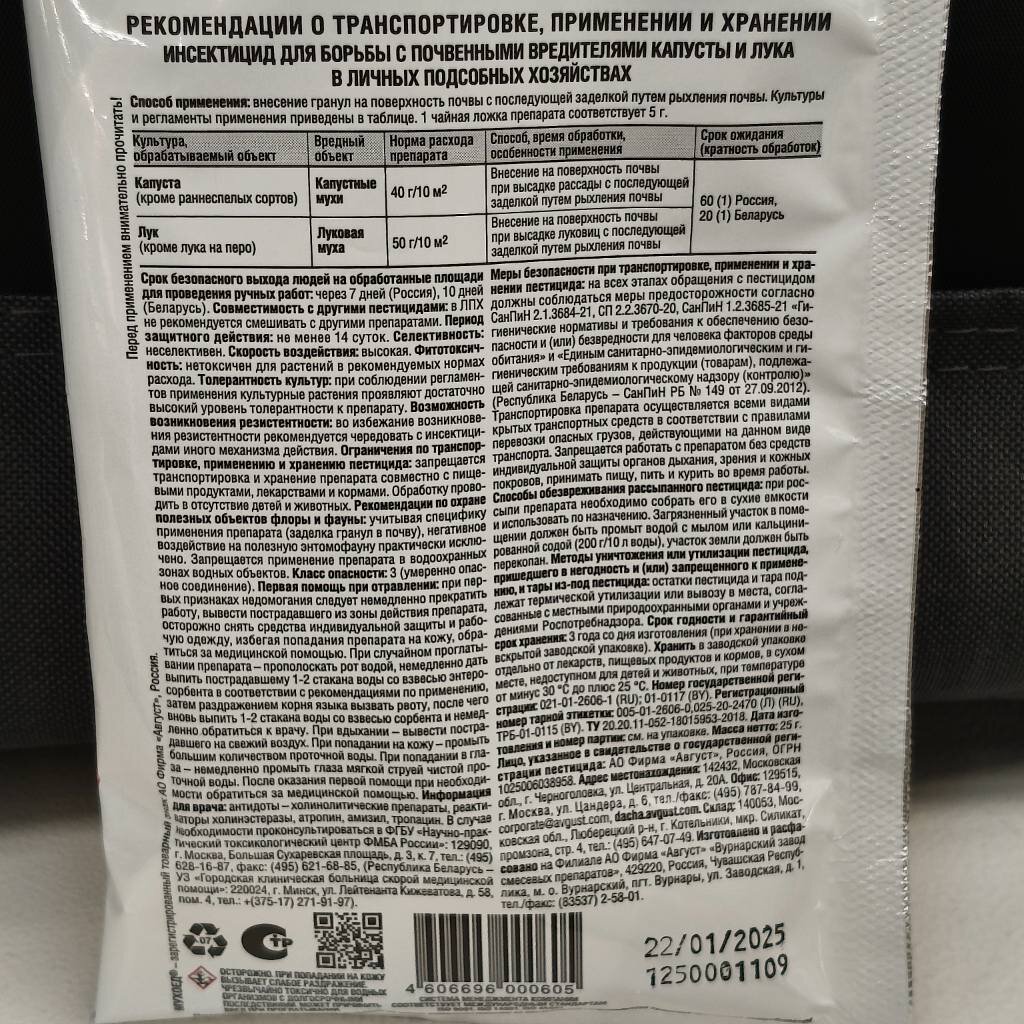 РЕКОМЕНДАЦИИ О ТРАНСПОРТИРОВКЕ, ПРИМЕНЕНИИ И ХРАНЕНИИ
ИНСЕКТИЦИД ДЛЯ БОРЬБЫ С ПОЧВЕННЫМИ ВРЕДИТЕЛЯМИ КАПУСТЫ И ЛУКА
В ЛИЧНЫХ ПОДСОБНЫХ ХОЗЯЙСТВАХ
Перед применением внимательно прочитать!
Способ применения: внесение гранул на поверхность почвы с последующей заделкой путем рыхления почвы. Культуры
и регламенты применения приведены в таблице. 1 чайная ложка препарата соответствует 5 г.
Культура,
обрабатываемый объект
Вредный
объект
Норма расхода
препарата
Способ, время обработки,
особенности применения
Срок ожидания
(кратность обработок)
Капуста
(кроме раннеспелых сортов)
Капустные
мухи
40 г/10 м²
Внесение на поверхность почвы
при высадке рассады с последующей
заделкой путем рыхления почвы
60 (1) Россия,
20 (1) Беларусь
Лук
(кроме лука на перо)
Луковая
муха
50 г/10 м²
Внесение на поверхность почвы
при высадке луковиц с последующей
заделкой путем рыхления почвы
Срок безопасного выхода людей на обработанные площади
для проведения ручных работ: через 7 дней (Россия), 10 дней
(Беларусь). Совместимость с другими пестицидами: в ЛПХ
не рекомендуется смешивать с другими препаратами. Период
защитного действия: не менее 14 суток. Селективность:
неселективен. Скорость воздействия: высокая. Фитотоксич-
ность: нетоксичен для растений в рекомендуемых нормах
расхода. Толерантность культур: при соблюдении регламен-
тов применения культурные растения проявляют достаточно
высокий уровень толерантности к препарату. Возможность
возникновения резистентности: во избежание возникнове-
ния резистентности рекомендуется чередовать с инсектици-
дами иного механизма действия. Ограничения по транспор-
тировке, применению и хранению пестицида: запрещается
транспортировка и хранение препарата совместно с пище-
выми продуктами, лекарствами и кормами. Обработку прово-
дить в отсутствие детей и животных. Рекомендации по охране
полезных объектов флоры и фауны: учитывая специфику
применения препарата (заделка гранул в почву), негативное
воздействие на полезную энтомофауну практически исклю-
чено. Запрещается применение препарата в водоохранных
зонах водных объектов. Класс опасности: 3 (умеренно опас-
ное соединение). Первая помощь при отравлении: при пер-
вых признаках недомогания следует немедленно прекратить
работу, вывести пострадавшего из зоны действия препарата,
осторожно снять средства индивидуальной защиты и рабо-
чую одежду, избегая попадания препарата на кожу, обра-
титься за медицинской помощью. При случайном проглаты-
вании препарата – прополоскать рот водой, немедленно дать
выпить пострадавшему 1-2 стакана воды со взвесью энтеро-
сорбента в соответствии с рекомендациями по применению,
затем раздражением корня языка вызвать рвоту, после чего
вновь выпить 1-2 стакана воды со взвесью сорбента и немед-
ленно обратиться к врачу. При вдыхании – вывести постра-
давшего на свежий воздух. При попадании на кожу – промыть
большим количеством проточной воды. При попадании в гла-
за – немедленно промыть глаза мягкой струей чистой про-
точной воды. После оказания первой помощи при необходи-
мости обратиться за медицинской помощью. Информация
для врача: антидоты – холинолитические препараты, реакти-
ваторы холинэстеразы, атропин, амизил, тропацин. В случае
необходимости проконсультироваться в ФГБУ «Научно-прак-
тический токсикологический центр ФМБА России»: 129090,
г. Москва, Большая Сухаревская площадь, д. 3, к. 7, тел.: (495)
628-16-87, факс: (495) 621-68-85, (Республика Беларусь –
УЗ «Городская клиническая больница скорой медицинской
помощи»: 220024, г. Минск, ул. Лейтенанта Кижеватова, д. 58,
пом. 4, тел.: +(375-17) 271-91-97).
Меры безопасности при транспортировке, применении и хра-
нении пестицида: на всех этапах обращения с пестицидом
должны соблюдаться меры предосторожности согласно
СанПиН 2.1.3684-21, СП 2.2.3670-20, СанПиН 1.2.3685-21 «Ги-
гиенические нормативы и требования к обеспечению безо-
пасности и (или) безвредности для человека факторов среды
обитания» и «Единым санитарно-эпидемиологическим и ги-
гиеническим требованиям к продукции (товарам), подлежа-
щей санитарно-эпидемиологическому надзору (контролю)»
(Республика Беларусь – СанПиН РБ № 149 от 27.09.2012).
Транспортировка препарата осуществляется всеми видами
крытых транспортных средств в соответствии с правилами
перевозки опасных грузов, действующими на данном виде
транспорта. Запрещается работать с препаратом без средств
индивидуальной защиты органов дыхания, зрения и кожных
покровов, принимать пищу, пить и курить во время работы.
Способы обезвреживания рассыпанного пестицида: при рос-
сыпи препарата необходимо собрать его в сухие емкости
и использовать по назначению. Загрязненный участок в поме-
щении должен быть промыт водой с мылом или кальцини-
рованной содой (200 г/10 л воды), участок земли должен быть
перекопан. Методы уничтожения или утилизации пестицида,
пришедшего в негодность и (или) запрещенного к примене-
нию, и тары из-под пестицида: остатки пестицида и тара под-
лежат термической утилизации или вывозу в места, согла-
сованные с местными природоохранными органами и учреж-
дениями Роспотребнадзора. Срок годности и гарантийный
срок хранения: 3 года со дня изготовления (при хранении в не-
вскрытой заводской упаковке). Хранить в заводской упаковке
отдельно от лекарств, пищевых продуктов и кормов, в сухом
месте, недоступном для детей и животных, при температуре
от минус 30 °С до плюс 25 °С. Номер государственной реги-
страции: 021-01-2606-1 (RU); 01-0117 (BY). Регистрационный
номер тарной этикетки: 005-01-2606-0,025-20-2470 (Л) (RU),
ТРБ-01-0115 (BY). ТУ 20.20.11-052-18015953-2018. Дата изго-
товления и номер партии: см. на упаковке. Масса нетто: 25 г.
Лицо, указанное в свидетельстве о государственной реги-
страции пестицида: АО Фирма «Август», Россия, ОГРН
1025006038958. Адрес местонахождения: 142432, Московская
обл., г. Черноголовка, ул. Центральная, д. 20А. Офис: 129515,
г. Москва, ул. Цандера, д. 6, тел./факс: (495) 787-84-99,
corporate@avgust.com, dacha.avgust.com. Склад: 140053, Мос-
ковская обл., Люберецкий р-н, г. Котельники, мкр. Силикат,
промзона, стр. 4, тел.: (495) 647-07-49. Изготовлено и расфа-
совано на Филиале АО Фирма «Август» «Вурнарский завод
смесевых препаратов», 429220, Россия, Чувашская Респуб-
лика, м. о. Вурнарский, пгт. Вурнары, ул. Заводская, д. 1,
тел./факс: (83537) 2-58-01.
МУХОЕД® – зарегистрированный товарный знак АО Фирма «Август», Россия.
07
СТР
ОСТОРОЖНО. ПРИ ПОПАДАНИИ НА КОЖУ
ВЫЗЫВАЕТ СЛАБОЕ РАЗДРАЖЕНИЕ.
ЧРЕЗВЫЧАЙНО ТОКСИЧНО ДЛЯ ВОДНЫХ
ОРГАНИЗМОВ С ДОЛГОСРОЧНЫМИ
ПОСЛЕДСТВИЯМИ. МОЖЕТ ПРИЧИНИТЬ
ВРЕД ПРИ ПРОГЛАТЫВАНИИ.
4 606696 000605
СИСТЕМА МЕНЕДЖМЕНТА КОМПАНИИ
СООТВЕТСТВУЕТ МЕЖДУНАРОДНЫМ СТАНДАРТАМ
22/01/2025
1250001109